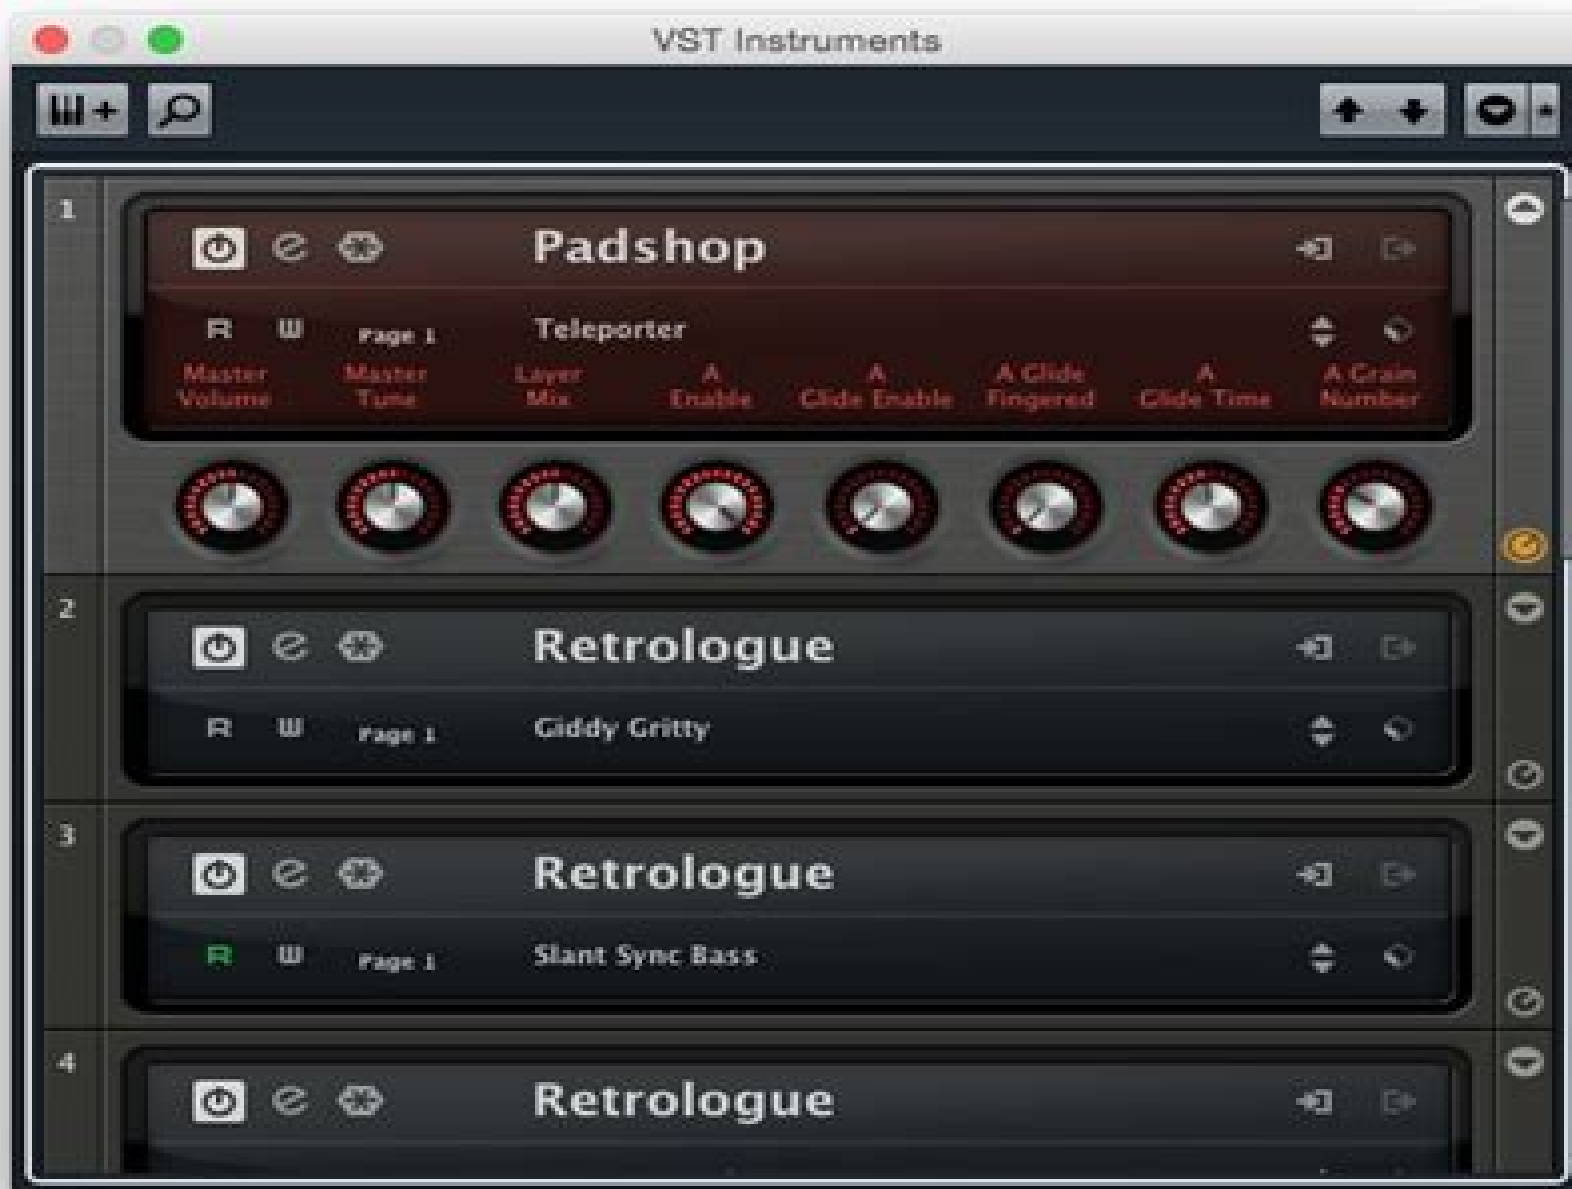 VST Instruments
1
Padshop
R W Page 1 Teleporter
Master Volume
Master Tune
Layer Mix
A Enable
A Glide Enable
A Glide Fingered
A Glide Time
A Grain Number
2
Retrologue
R W Page 1 Giddy Gritty
3
Retrologue
R W Page 1 Slant Sync Bass
4
Retrologue